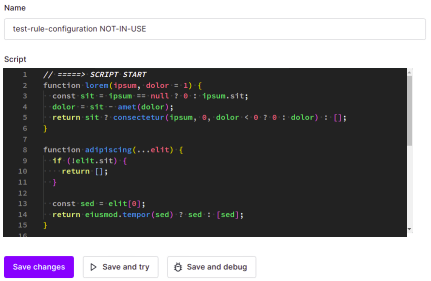 Name
test-rule-configuration NOT-IN-USE
Script
1 // =====> SCRIPT START
2 function lorem(ipsum, dolor = 1) {
3 const sit = ipsum == null ? 0 : ipsum.sit;
4 dolor = sit - amet(dolor);
5 return sit ? consectetur(ipsum, 0, dolor < 0 ? 0 : dolor) : [];
6 }
7
8 function adipiscing(...elit) {
9 if (!elit.sit) {
10 return [];
11 }
12
13 const sed = elit[0];
14 return eiusmod.tempor(sed) ? sed : [sed];
15 }
Save changes
Save and try
Save and debug